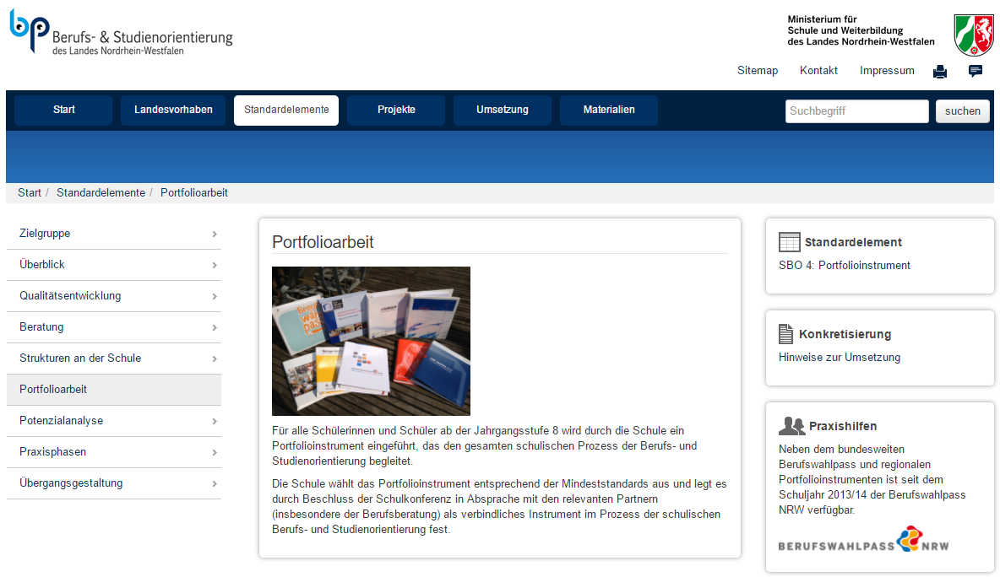 bp Berufs- & Studienorientierung
des Landes Nordrhein-Westfalen
Ministerium für
Schule und Weiterbildung
des Landes Nordrhein-Westfalen
Sitemap Kontakt Impressum
Start Landesvorhaben Standardelemente Projekte Umsetzung Materialien Suchbegriff suchen
Start / Standardelemente / Portfolioarbeit
Zielgruppe
Überblick
Qualitätsentwicklung
Beratung
Strukturen an der Schule
Portfolioarbeit
Potenzialanalyse
Praxisphasen
Übergangsgestaltung
Portfolioarbeit
Für alle Schülerinnen und Schüler ab der Jahrgangsstufe 8 wird durch die Schule ein
Portfolioinstrument eingeführt, das den gesamten schulischen Prozess der Berufs- und
Studienorientierung begleitet.
Die Schule wählt das Portfolioinstrument entsprechend der Mindeststandards aus und legt es
durch Beschluss der Schulkonferenz in Absprache mit den relevanten Partnern
(insbesondere der Berufsberatung) als verbindliches Instrument im Prozess der schulischen
Berufs- und Studienorientierung fest.
Standardelement
SBO 4: Portfolioinstrument
Konkretisierung
Hinweise zur Umsetzung
Praxishilfen
Neben dem bundesweiten
Berufswahlpass und regionalen
Portfolioinstrumenten ist seit dem
Schuljahr 2013/14 der Berufswahlpass
NRW verfügbar.
BERUFSWAHLPASS NRW